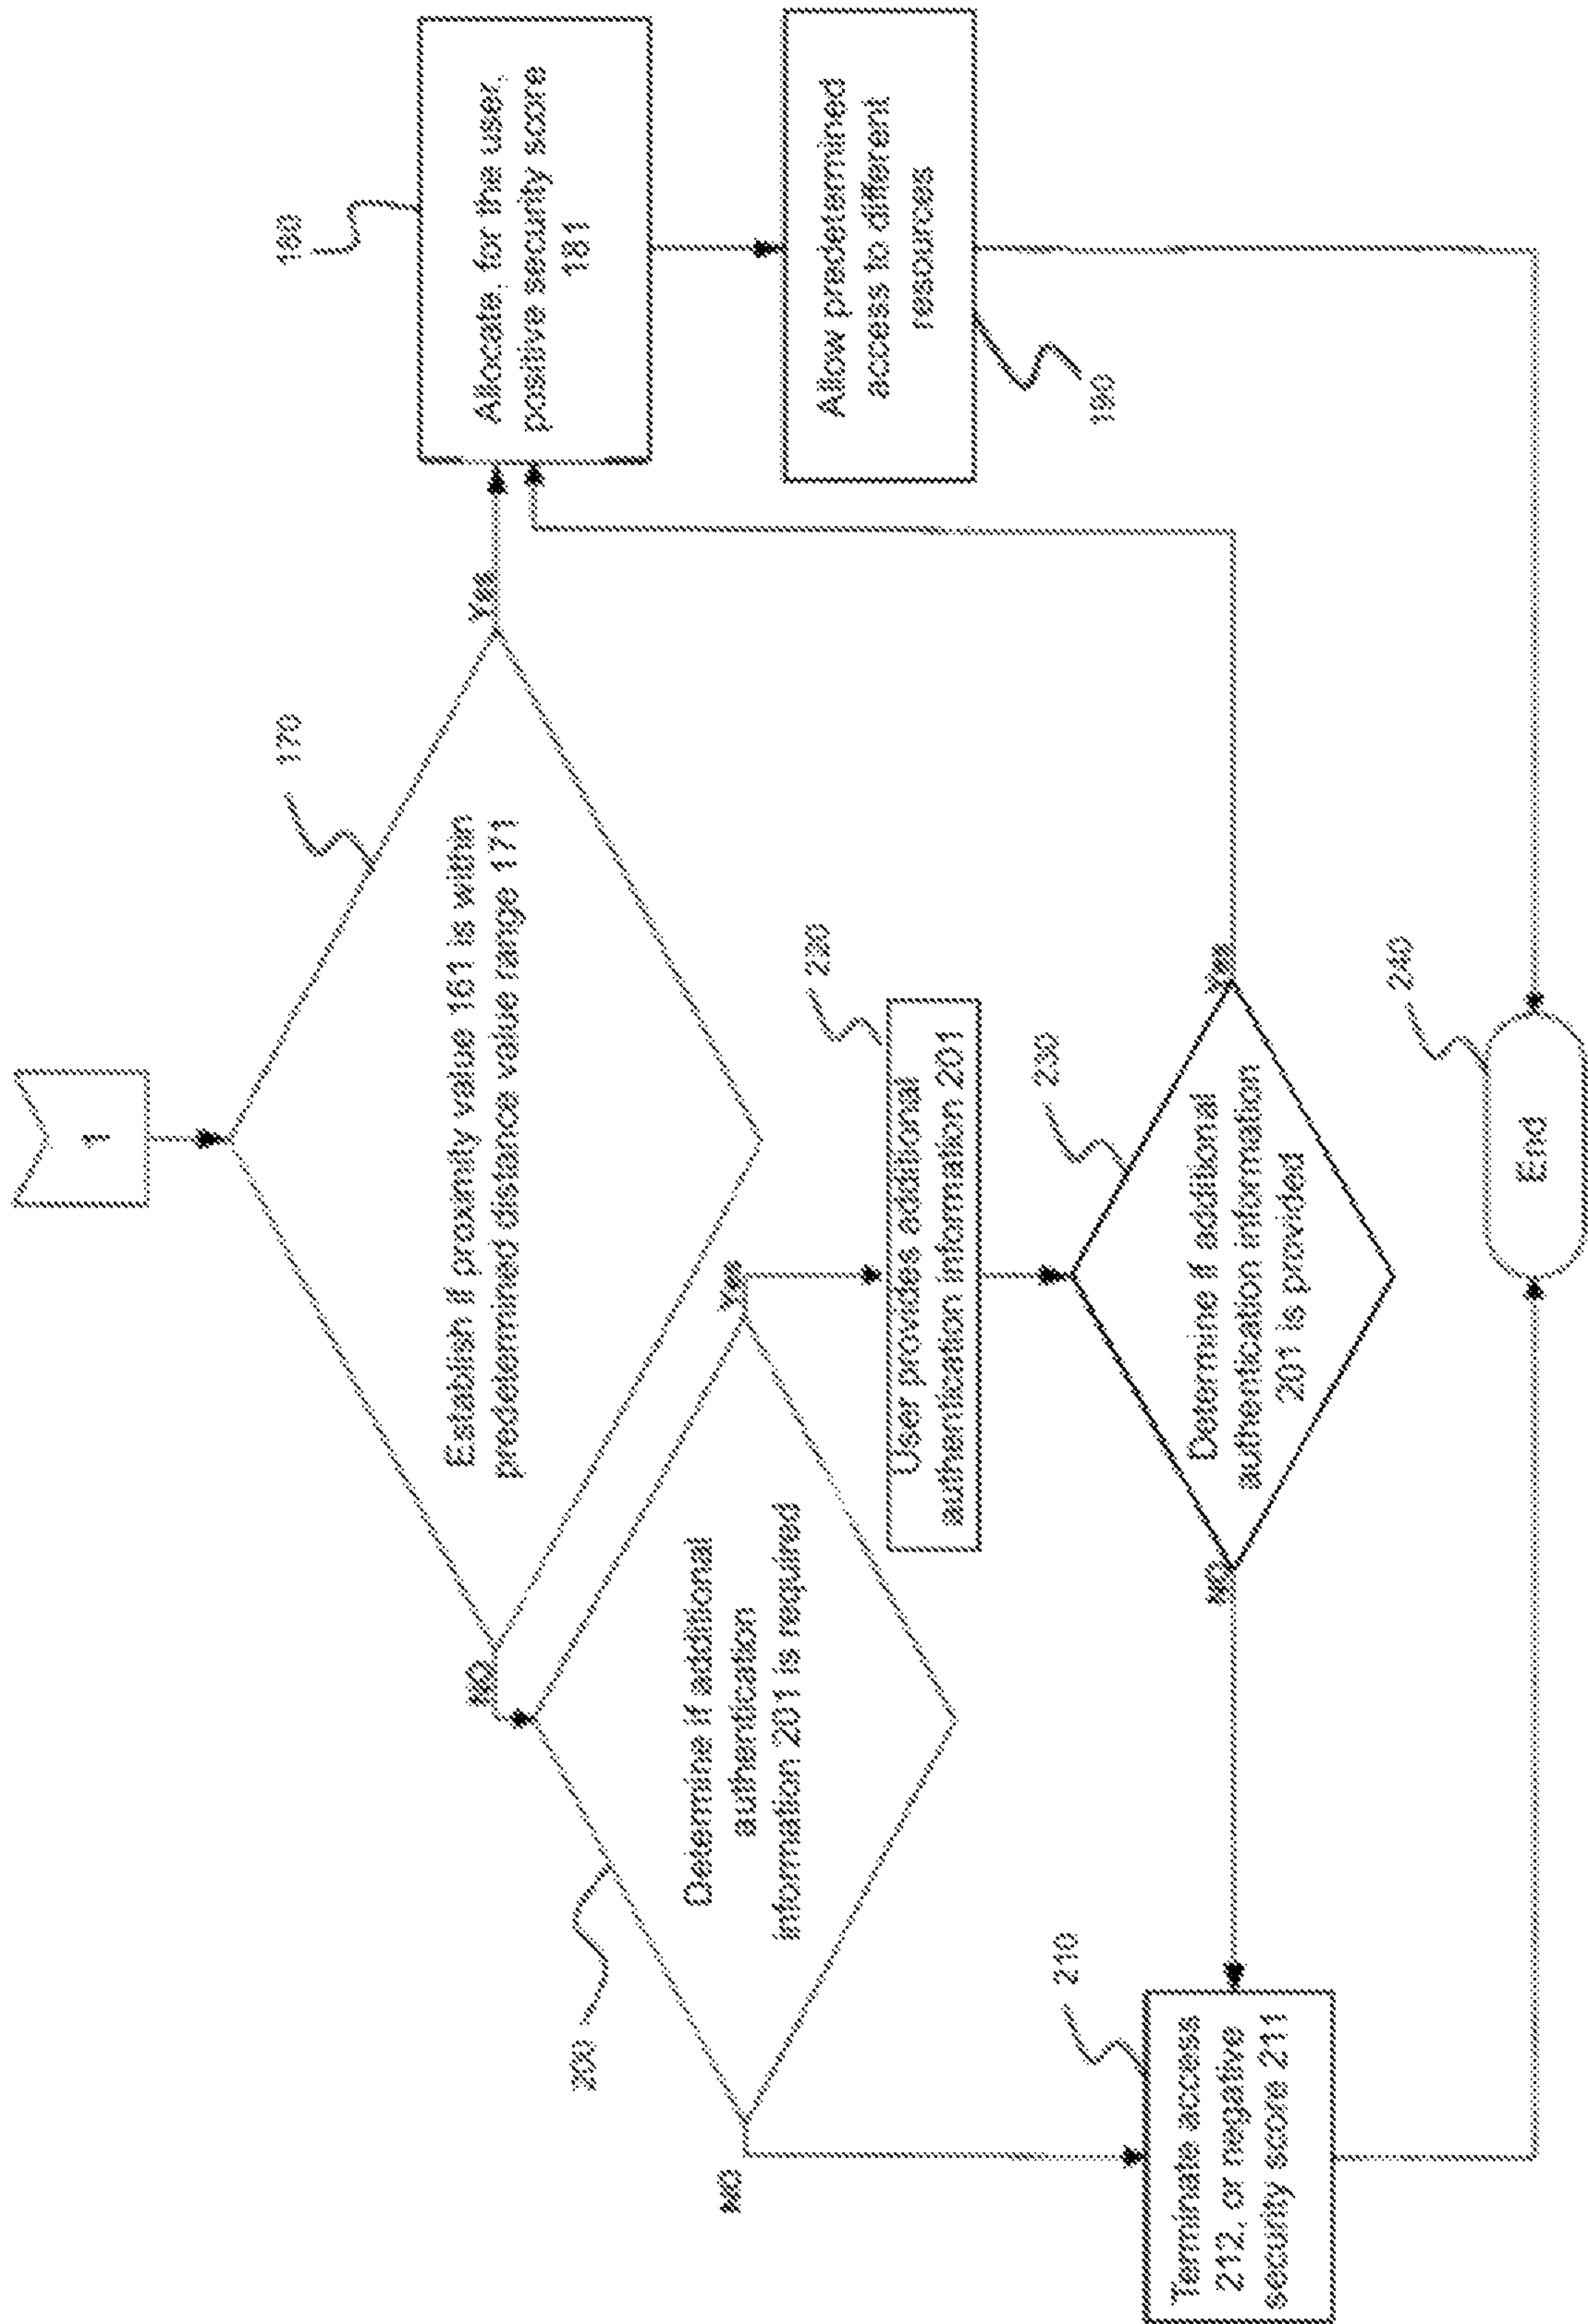 1
170
Establish if proximity value 161 is within
predetermined distance value range 171
Yes
NO
180
Allocate, for the user,
positive security score
181
Allow predetermined
access to different
resources
190
200
Determine if additional
authentication
information 201 is required
Yes
NO
User provides additional
authentication information 201
230
Determine if additional
authentication information
201 is provided
Yes
NO
210
Terminate access
212, or negative
security score 211
240
End